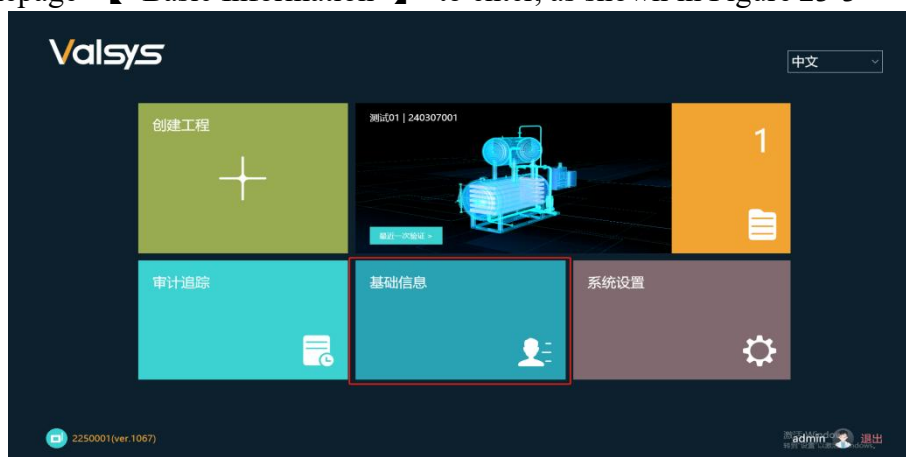 epage 【 Basic Information 】 to enter, as shown in Figure 23-3
Valsys
中文
创建工程
测试01 | 240307001
1
最近一次验证 »
审计追踪
基础信息
系统设置
2250001(ver.1067)
admin
退出